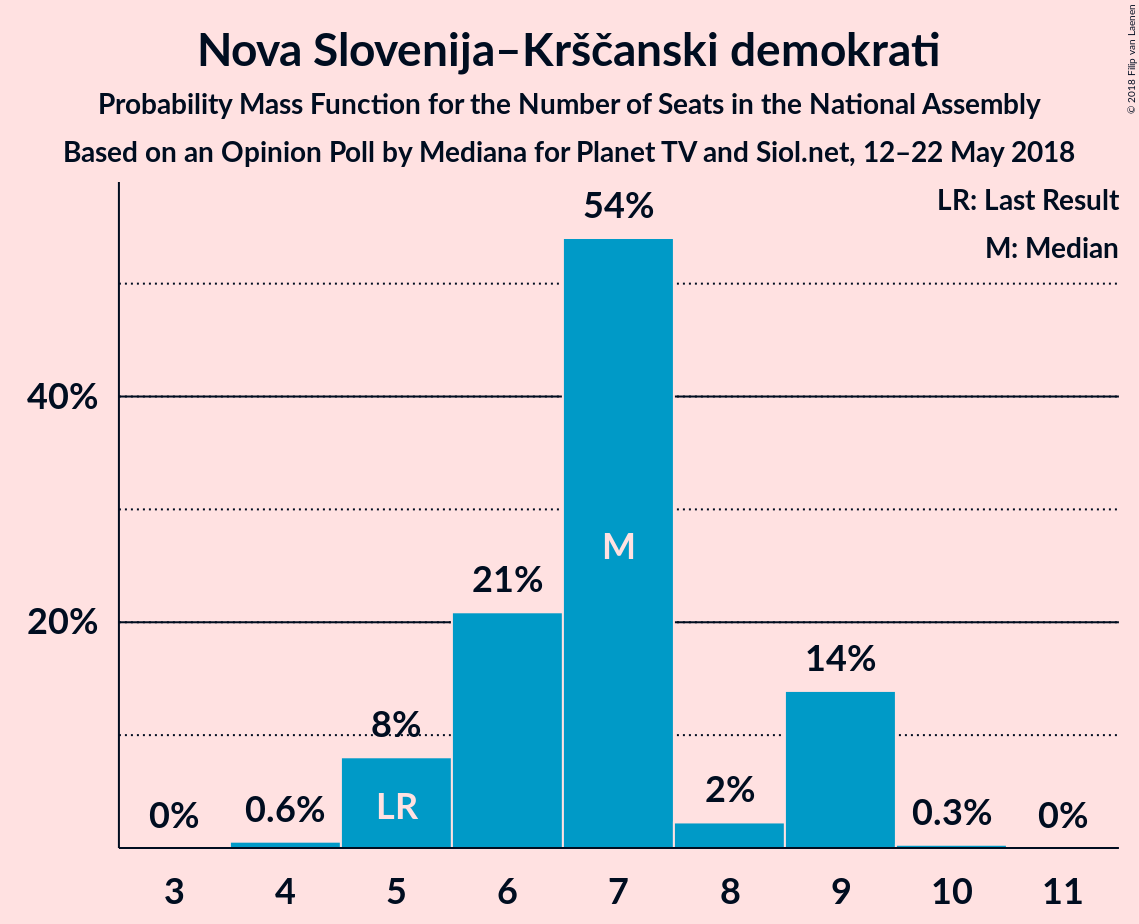 Nova Slovenija–Krščanski demokrati
Probability Mass Function for the Number of Seats in the National Assembly
Based on an Opinion Poll by Mediana for Planet TV and Siol.net, 12–22 May 2018
© 2018 Filip van Laenen
LR: Last Result
M: Median
54%
40%
M
21%
20%
14%
8%
LR
2%
0%
0.6%
0.3%
0%
3 4 5 6 7 8 9 10 11